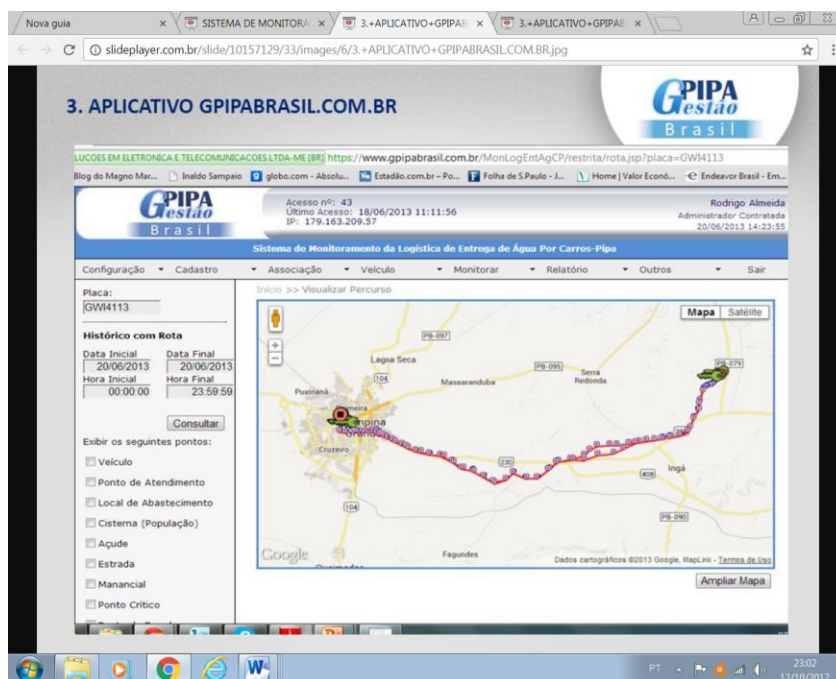 Nova guia
SISTEMA DE MONITORA
3.+APLICATIVO+GPIPAB
3.+APLICATIVO+GPIPAB
slideplayer.com.br/slide/10157129/33/images/6/3.+APLICATIVO+GPIPABRASIL.COM.BR.jpg
3. APLICATIVO GPIPABRASIL.COM.BR
GPIPA
Gestão
Brasil
LUCOES EM ELETRONICA E TELECOMUNICACOES LTDA-ME [BR] https://www.gpipabrasil.com.br/MonLogEntAgCP/restrita/rota.jsp?placa=GWI4113
Blog do Magno Mar... Inaldo Sampaio globo.com - Absolu... Estadão.com.br – Po... Folha de S.Paulo - J... Home | Valor Econô... Endeavor Brasil - Em...
GPIPA
Gestão
Brasil
Acesso nº: 43
Último Acesso: 18/06/2013 11:11:56
IP: 179.163.209.57
Rodrigo Almeida
Administrador Contratada
20/06/2013 14:23:55
Sistema de Monitoramento da Logística de Entrega de Água Por Carros-Pipa
Configuração Cadastro Associação Veículo Monitorar Relatório Outros Sair
Início >> Visualizar Percurso
Placa:
GWI4113
Histórico com Rota
Data Inicial Data Final
20/06/2013 20/06/2013
Hora Inicial Hora Final
00:00:00 23:59:59
Consultar
Exibir os seguintes pontos:
Veículo
Ponto de Atendimento
Local de Abastecimento
Cisterna (População)
Açude
Estrada
Manancial
Ponto Crítico
Mapa Satélite
PB-097
Lagoa Seca
PB-095
Serra
Redonda
PB-079
104
Massaranduba
Puxinanã
Cruzeiro
230
408
Ingá
104
PB-090
Google
Fagundes
Dados cartográficos ©2013 Google, MapLink - Termos de Uso
Ampliar Mapa
PT
23:02
12/10/2017